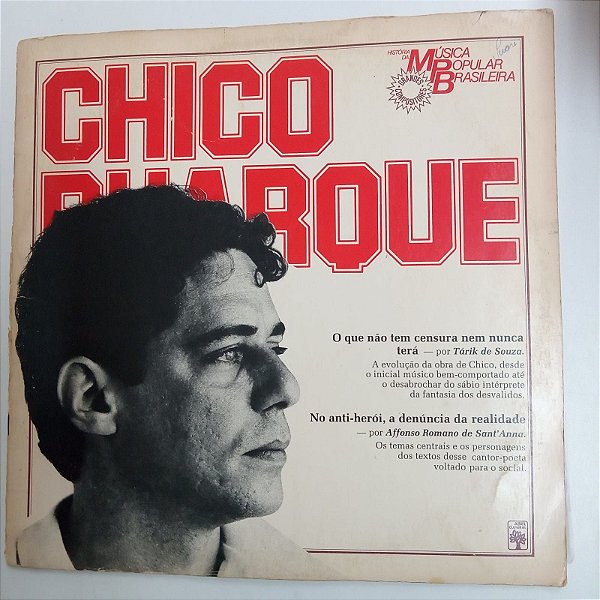 CHICO
BUARQUE
HISTÓRIA
DA
MÚSICA
POPULAR
BRASILEIRA
GRANDES
COMPOSITORES
O que não tem censura nem nunca
terá — por Tárik de Souza.
A evolução da obra de Chico, desde
o inicial músico bem-comportado até
o desabrochar do sábio intérprete
da fantasia dos desvalidos.
No anti-herói, a denúncia da realidade
— por Affonso Romano de Sant'Anna.
Os temas centrais e os personagens
dos textos desse cantor-poeta
voltado para o social.
ABRIL
CULTURAL